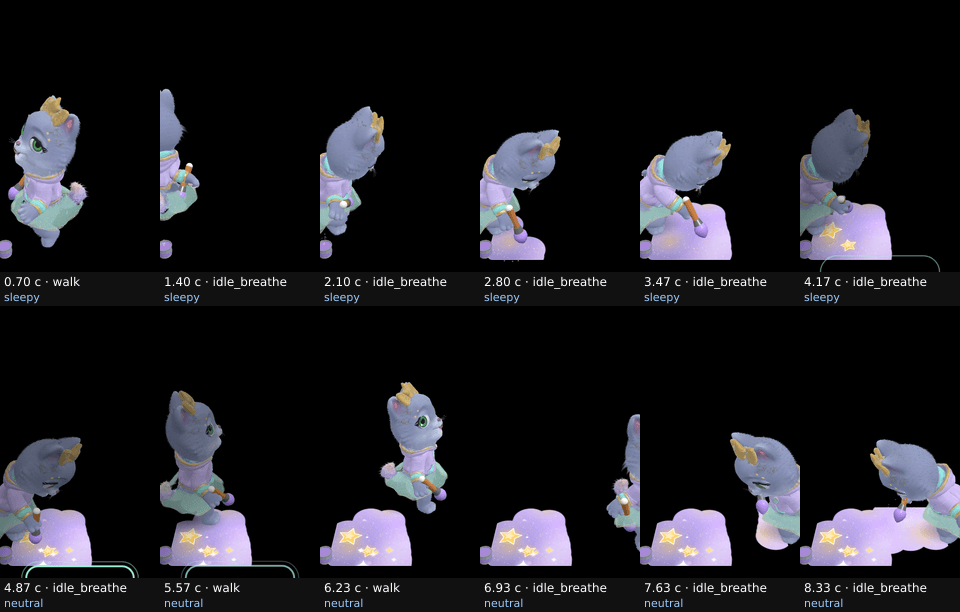 0.70 с · walk
sleepy
1.40 с · idle_breathe
sleepy
2.10 с · idle_breathe
sleepy
2.80 с · idle_breathe
sleepy
3.47 с · idle_breathe
sleepy
4.17 с · idle_breathe
sleepy
4.87 с · idle_breathe
neutral
5.57 с · walk
neutral
6.23 с · walk
neutral
6.93 с · idle_breathe
neutral
7.63 с · idle_breathe
neutral
8.33 с · idle_breathe
neutral